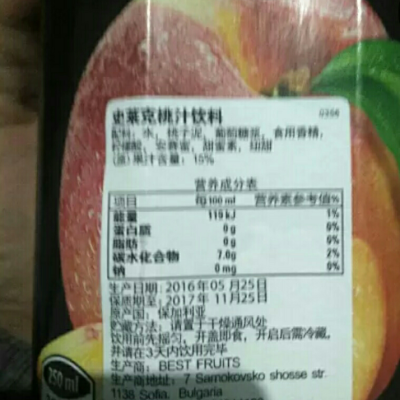 史莱克桃汁饮料 0206
配料：水，桃子泥，葡萄糖浆，食用香精，
柠檬酸，安赛蜜，甜蜜素，
果汁含量：15%
营养成分表
项目 每100 ml 营养素参考值%
能量 119 kJ 1%
蛋白质 0 g 0%
脂肪 0 g 0%
碳水化合物 7.0g 2%
钠 0 mg 0%
生产日期：2016年05月25日
保质期至：2017年11月25日
原产国：保加利亚
贮藏方法：请置于干燥通风处
饮用前先摇匀，开盖即食，开启后需冷藏，
并请在3天内饮用完毕
生产商：BEST FRUITS
生产商地址：7 Samokovsko shosse str.
1138 Sofia, Bulgaria
250 ml